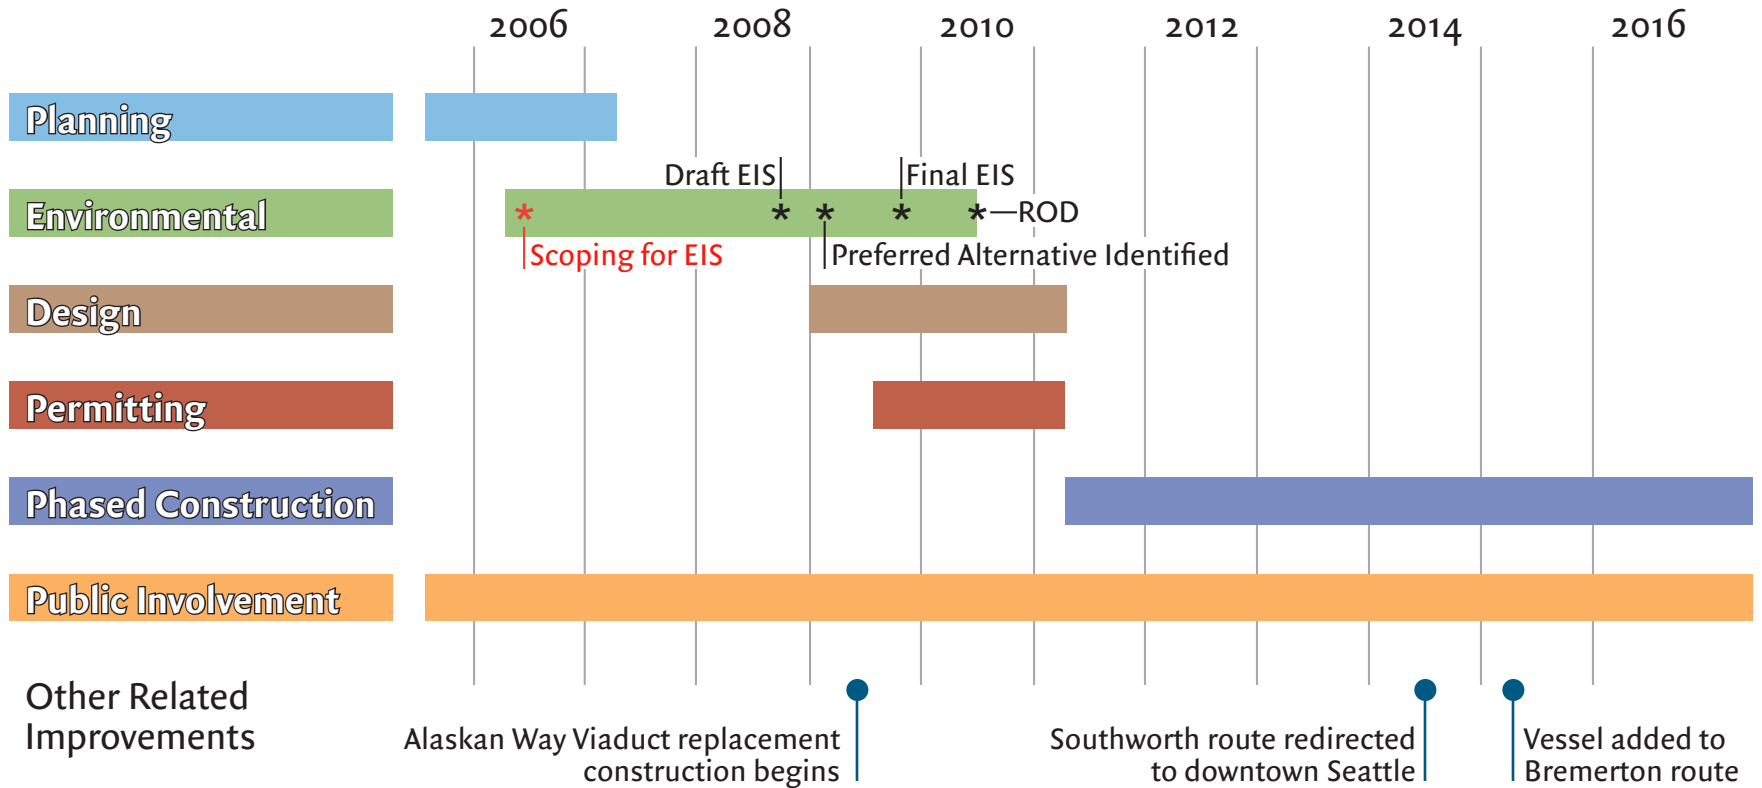 2006 2008 2010 2012 2014 2016
Planning
Draft EIS Final EIS
Environmental * * * * * ROD
Scoping for EIS Preferred Alternative Identified
Design
Permitting
Phased Construction
Public Involvement
Other Related
Improvements
Alaskan Way Viaduct replacement
construction begins
Southworth route redirected
to downtown Seattle
Vessel added to
Bremerton route